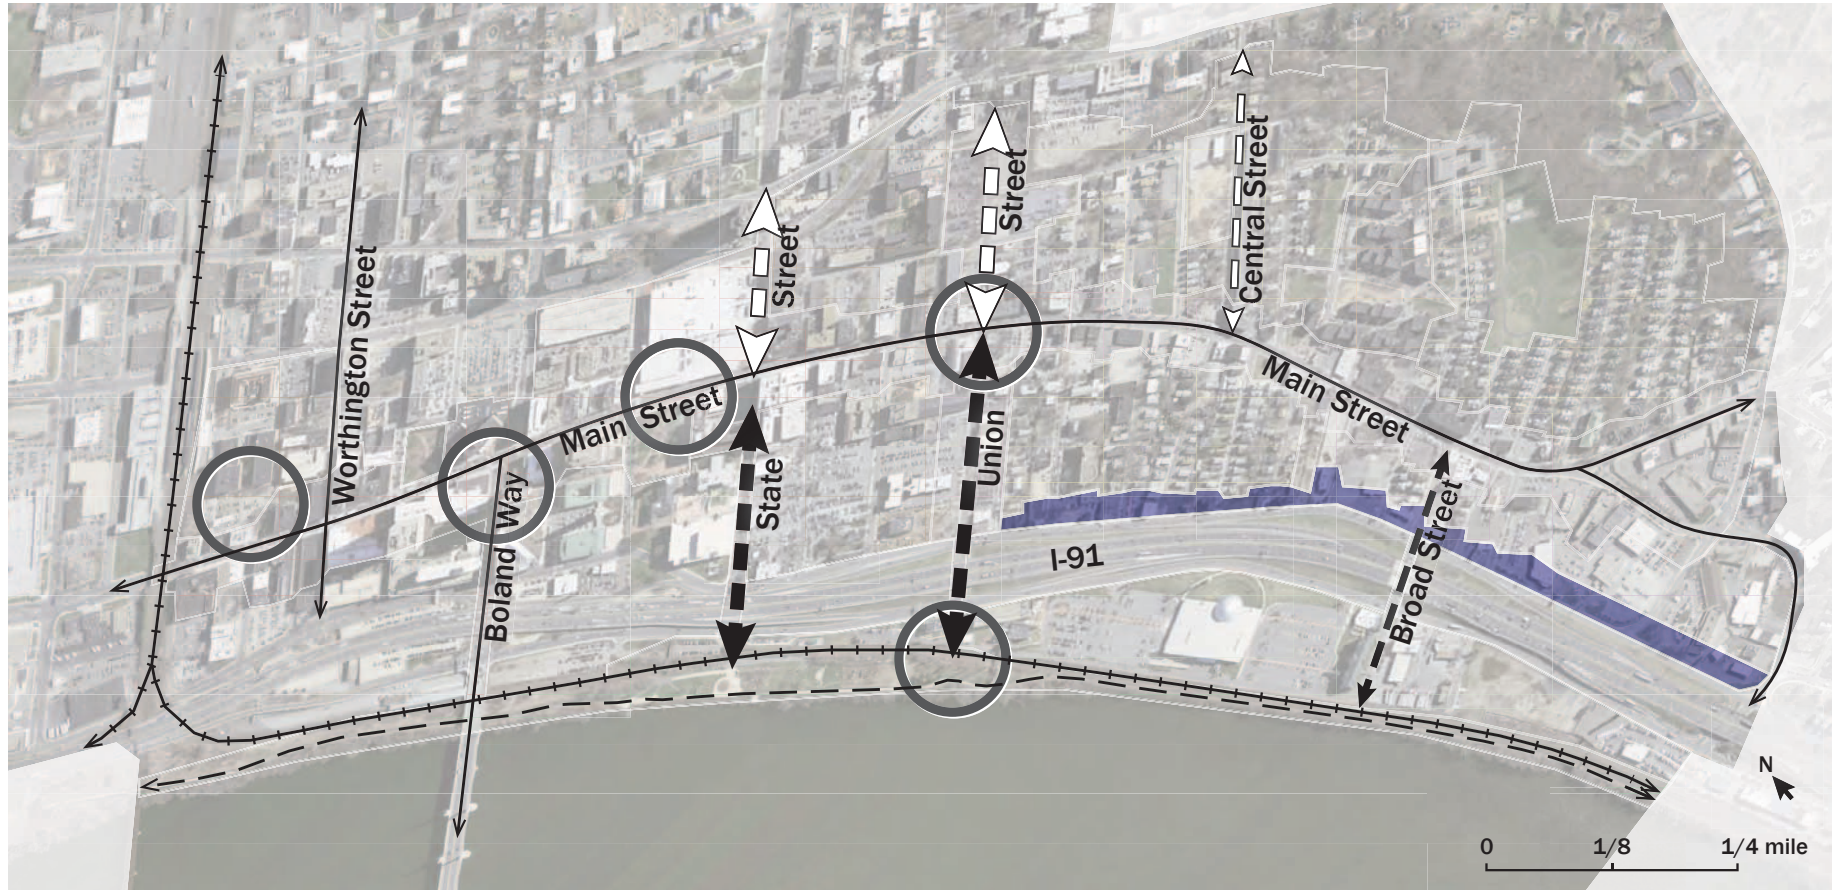 Central Street
Street
Street
Worthington Street
Main Street
Main Street
Union
State
Boland Way
Broad Street
I-91
N
0 1/8 1/4 mile